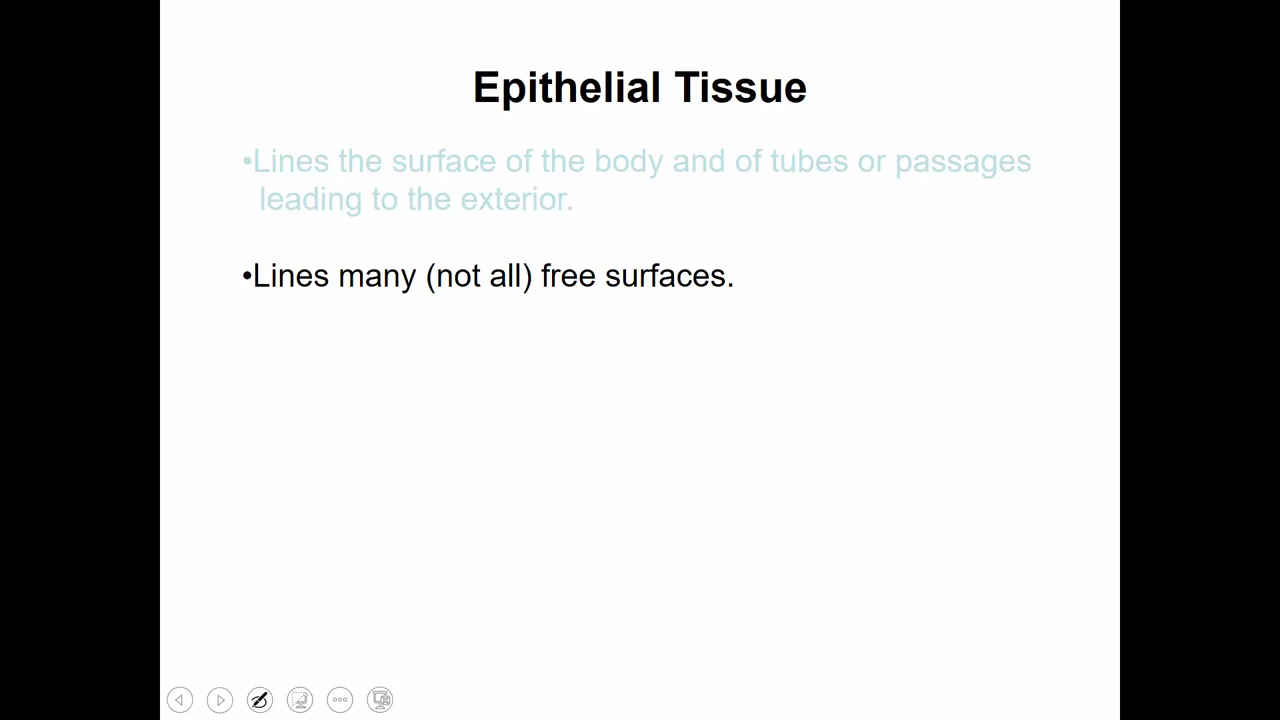 Epithelial Tissue
•Lines the surface of the body and of tubes or passages
leading to the exterior.
•Lines many (not all) free surfaces.